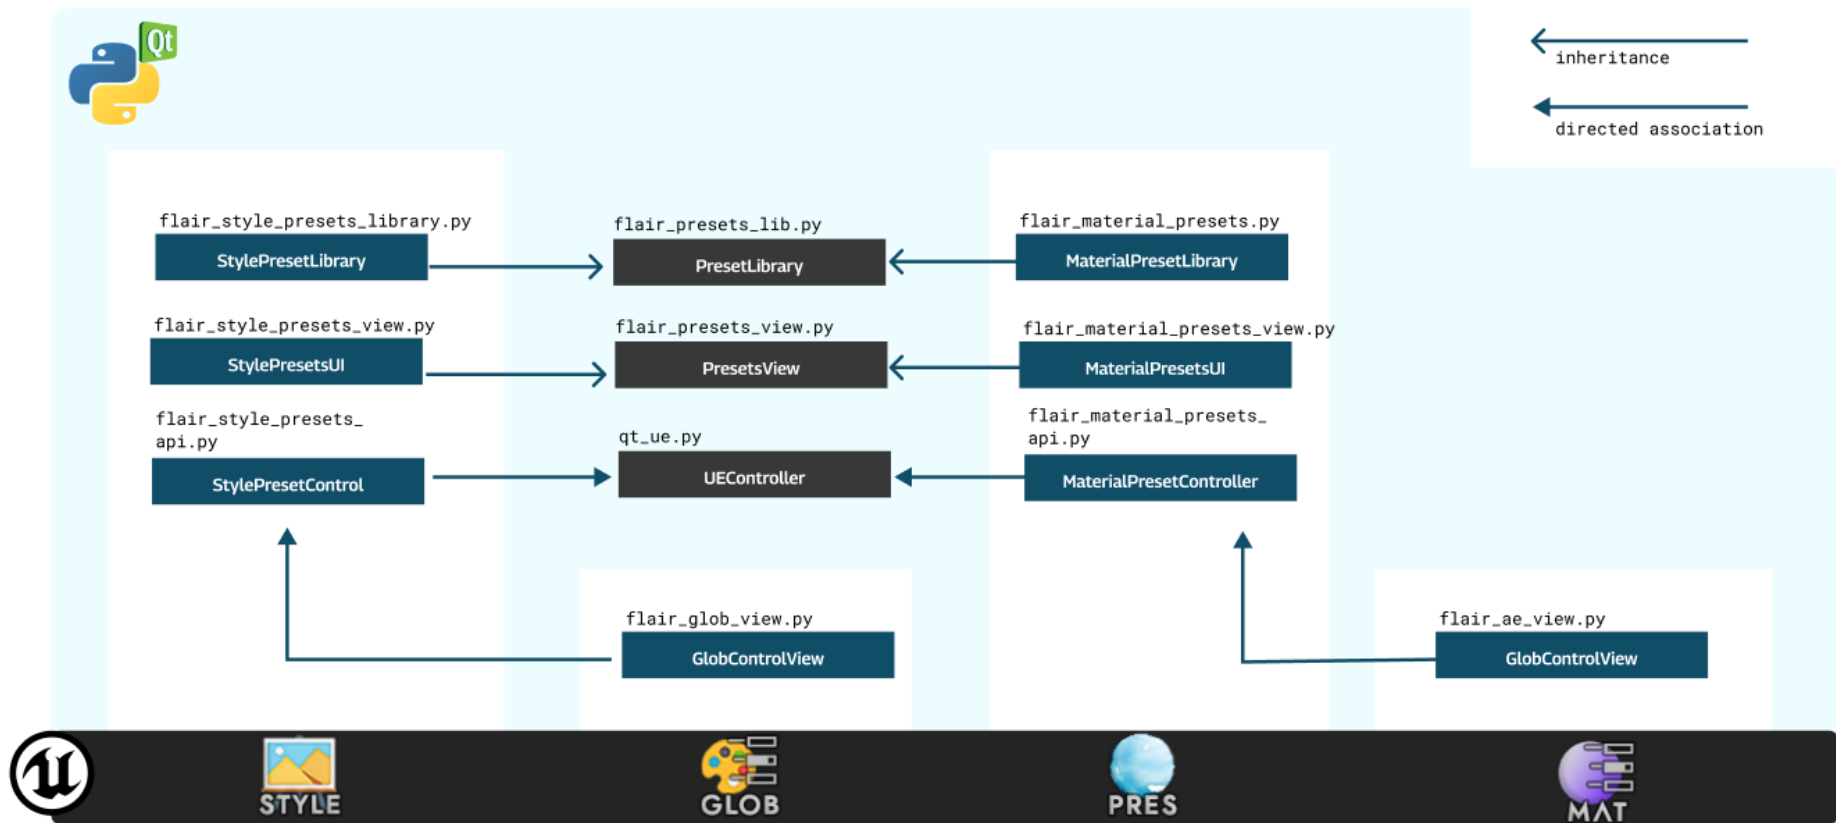 Qt
inheritance
directed association
flair_style_presets_library.py
StylePresetLibrary
flair_presets_lib.py
PresetLibrary
flair_material_presets.py
MaterialPresetLibrary
flair_style_presets_view.py
StylePresetsUI
flair_presets_view.py
PresetsView
flair_material_presets_view.py
MaterialPresetsUI
flair_style_presets_
api.py
StylePresetControl
qt_ue.py
UEController
flair_material_presets_
api.py
MaterialPresetController
flair_glob_view.py
GlobControlView
flair_ae_view.py
GlobControlView
STYLE
GLOB
PRES
MAT